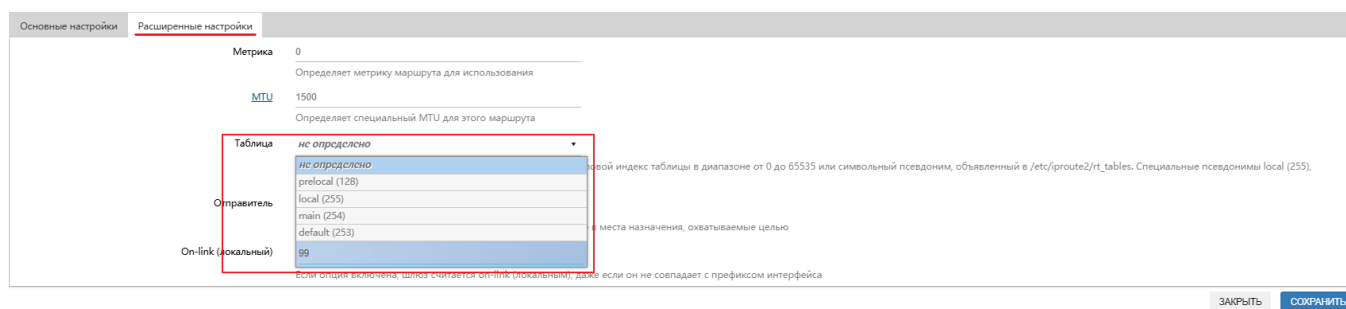 Основные настройки Расширенные настройки
Метрика 0
Определяет метрику маршрута для использования
MTU 1500
Определяет специальный MTU для этого маршрута
Таблица не определено
не определено
индекс таблицы в диапазоне от 0 до 65535 или символьный псевдоним, объявленный в /etc/iproute2/rt_tables. Специальные псевдонимы local (255),
prelocal (128)
Отправитель local (255)
main (254)
default (253) в места назначения, охватываемые целью
On-link (локальный) 99
Если опция включена, шлюз считается on-link (локальным), даже если он не совпадает с префиксом интерфейса
ЗАКРЫТЬ СОХРАНИТЬ